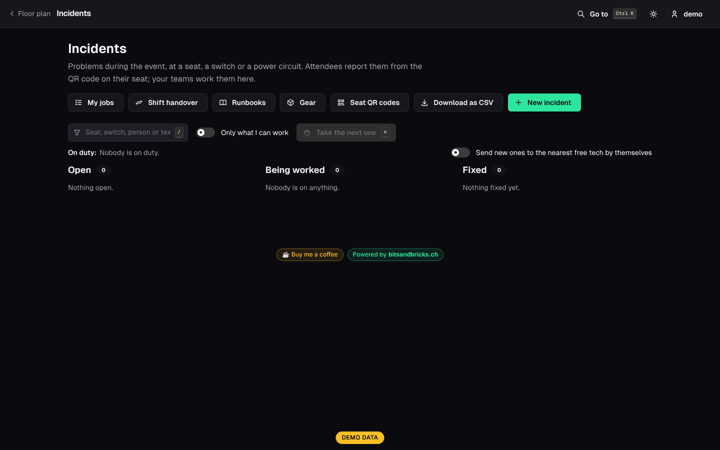 Floor plan Incidents
Go to Ctrl K demo
Incidents
Problems during the event, at a seat, a switch or a power circuit. Attendees report them from the
QR code on their seat; your teams work them here.
My jobs Shift handover Runbooks Gear Seat QR codes Download as CSV New incident
Seat, switch, person or tex / Only what I can work Take the next one
On duty: Nobody is on duty. Send new ones to the nearest free tech by themselves
Open 0 Being worked 0 Fixed 0
Nothing open. Nobody is on anything. Nothing fixed yet.
Buy me a coffee Powered by bitsandbricks.ch
DEMO DATA